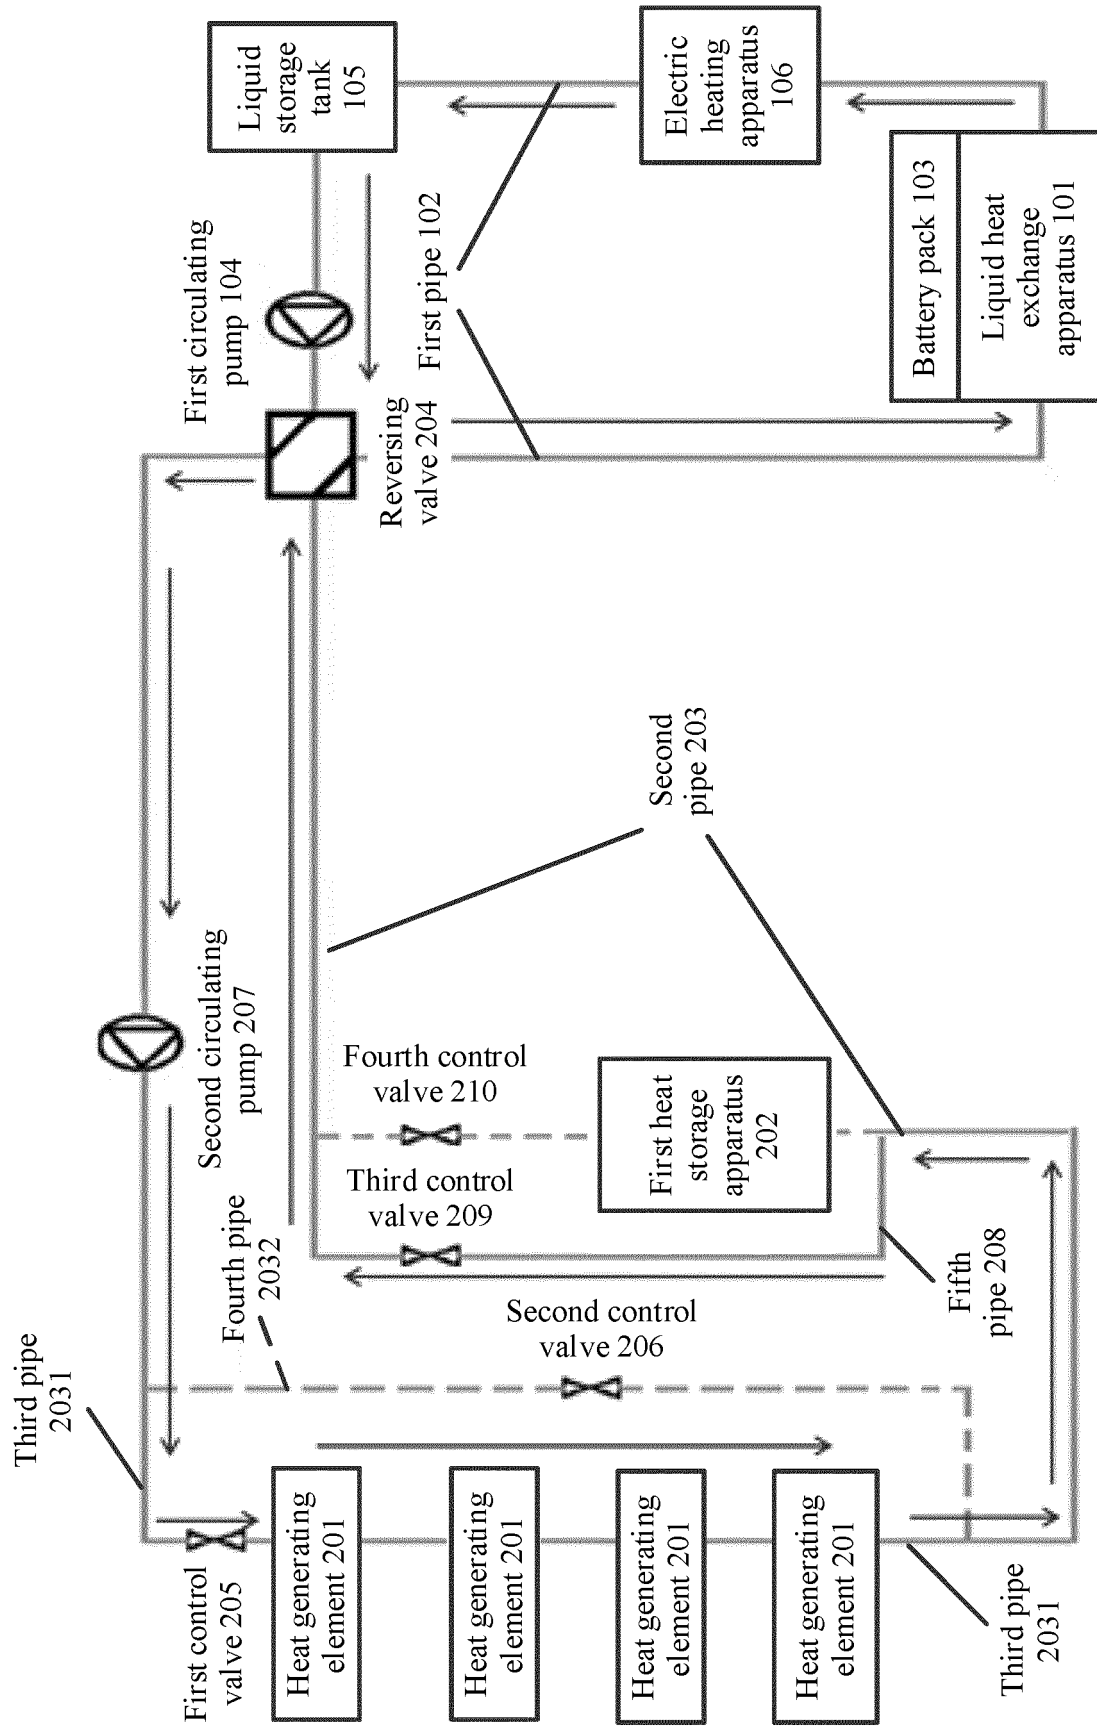 Third pipe
2031
First control
valve 205
Heat generating
element 201
Heat generating
element 201
Heat generating
element 201
Heat generating
element 201
Third pipe
2031
Fourth pipe
2032
Second control
valve 206
Second circulating
pump 207
Third control
valve 209
Fourth control
valve 210
First heat
storage
apparatus
202
Fifth
pipe 208
Second
pipe 203
First circulating
pump 104
Reversing
valve 204
First pipe 102
Liquid
storage
tank
105
Electric
heating
apparatus
106
Battery pack 103
Liquid heat
exchange
apparatus 101